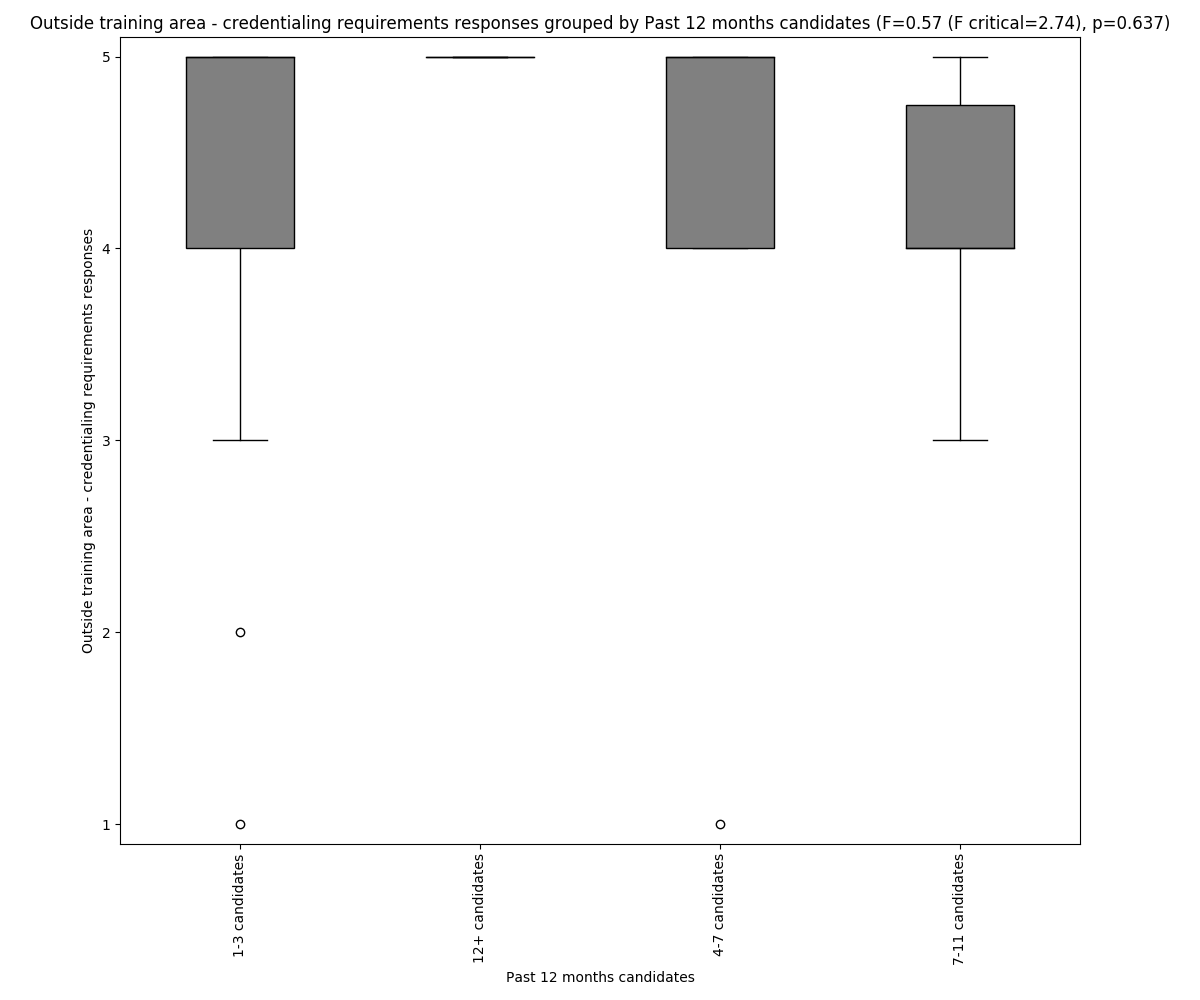 Outside training area - credentialing requirements responses grouped by Past 12 months candidates (F=0.57 (F critical=2.74), p=0.637)
Outside training area - credentialing requirements responses
5
4
3
2
1
1-3 candidates
12+ candidates
4-7 candidates
7-11 candidates
Past 12 months candidates